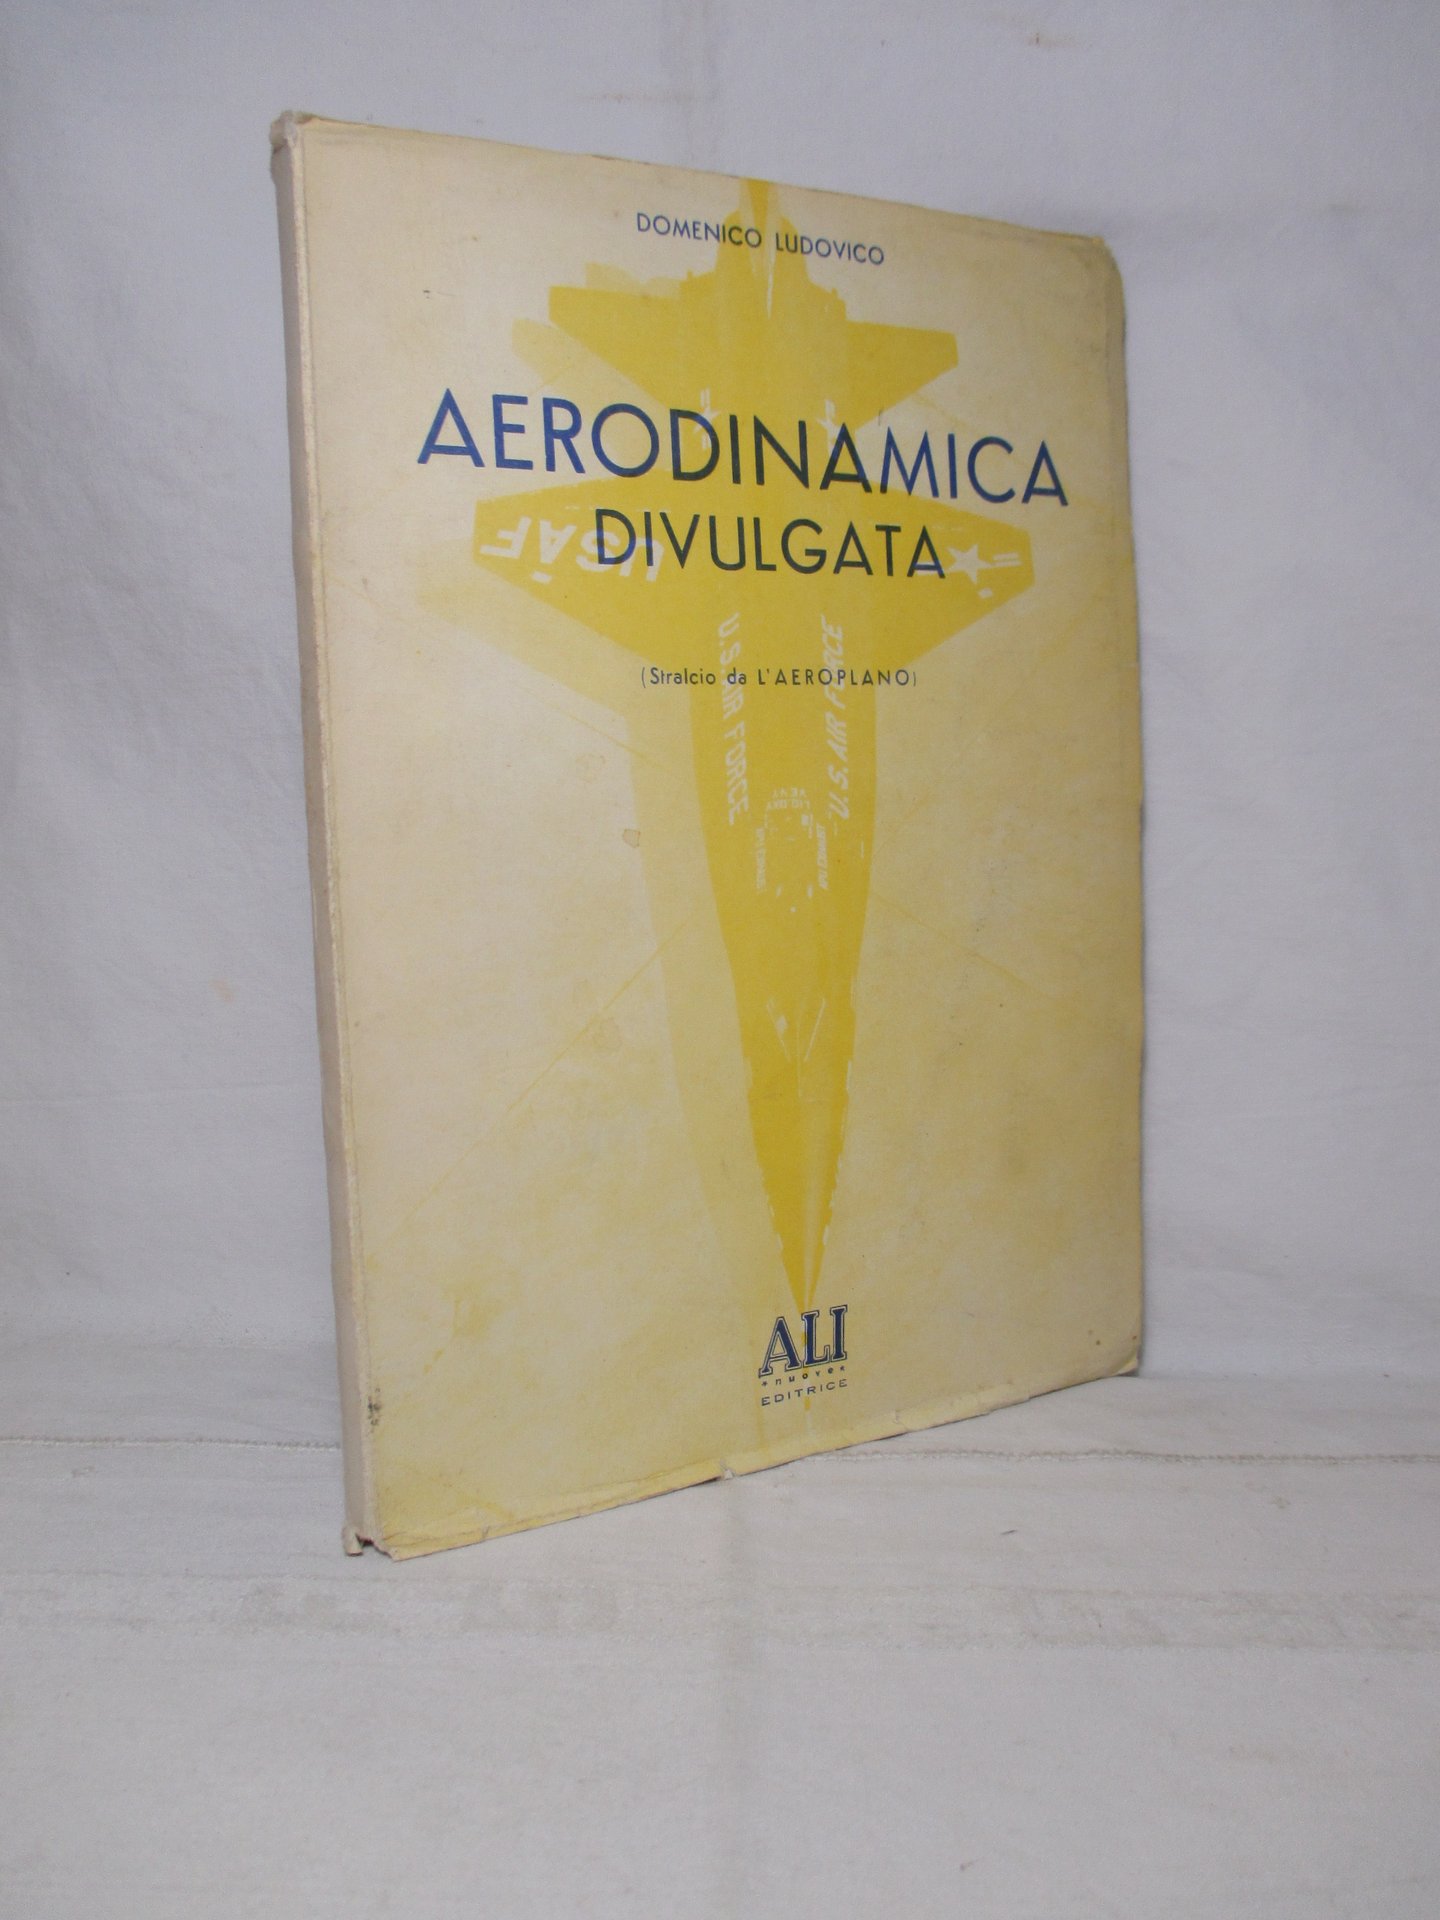 DOMENICO LUDOVICO
AERODINAMICA
DIVULGATA
USAF
(Stralcio da L'AEROPLANO)
U.S. AIR FORCE
U.S. AIR FORCE
ALI
*nuove*
EDITRICE